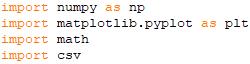 import numpy as np
import matplotlib.pyplot as plt
import math
import csv